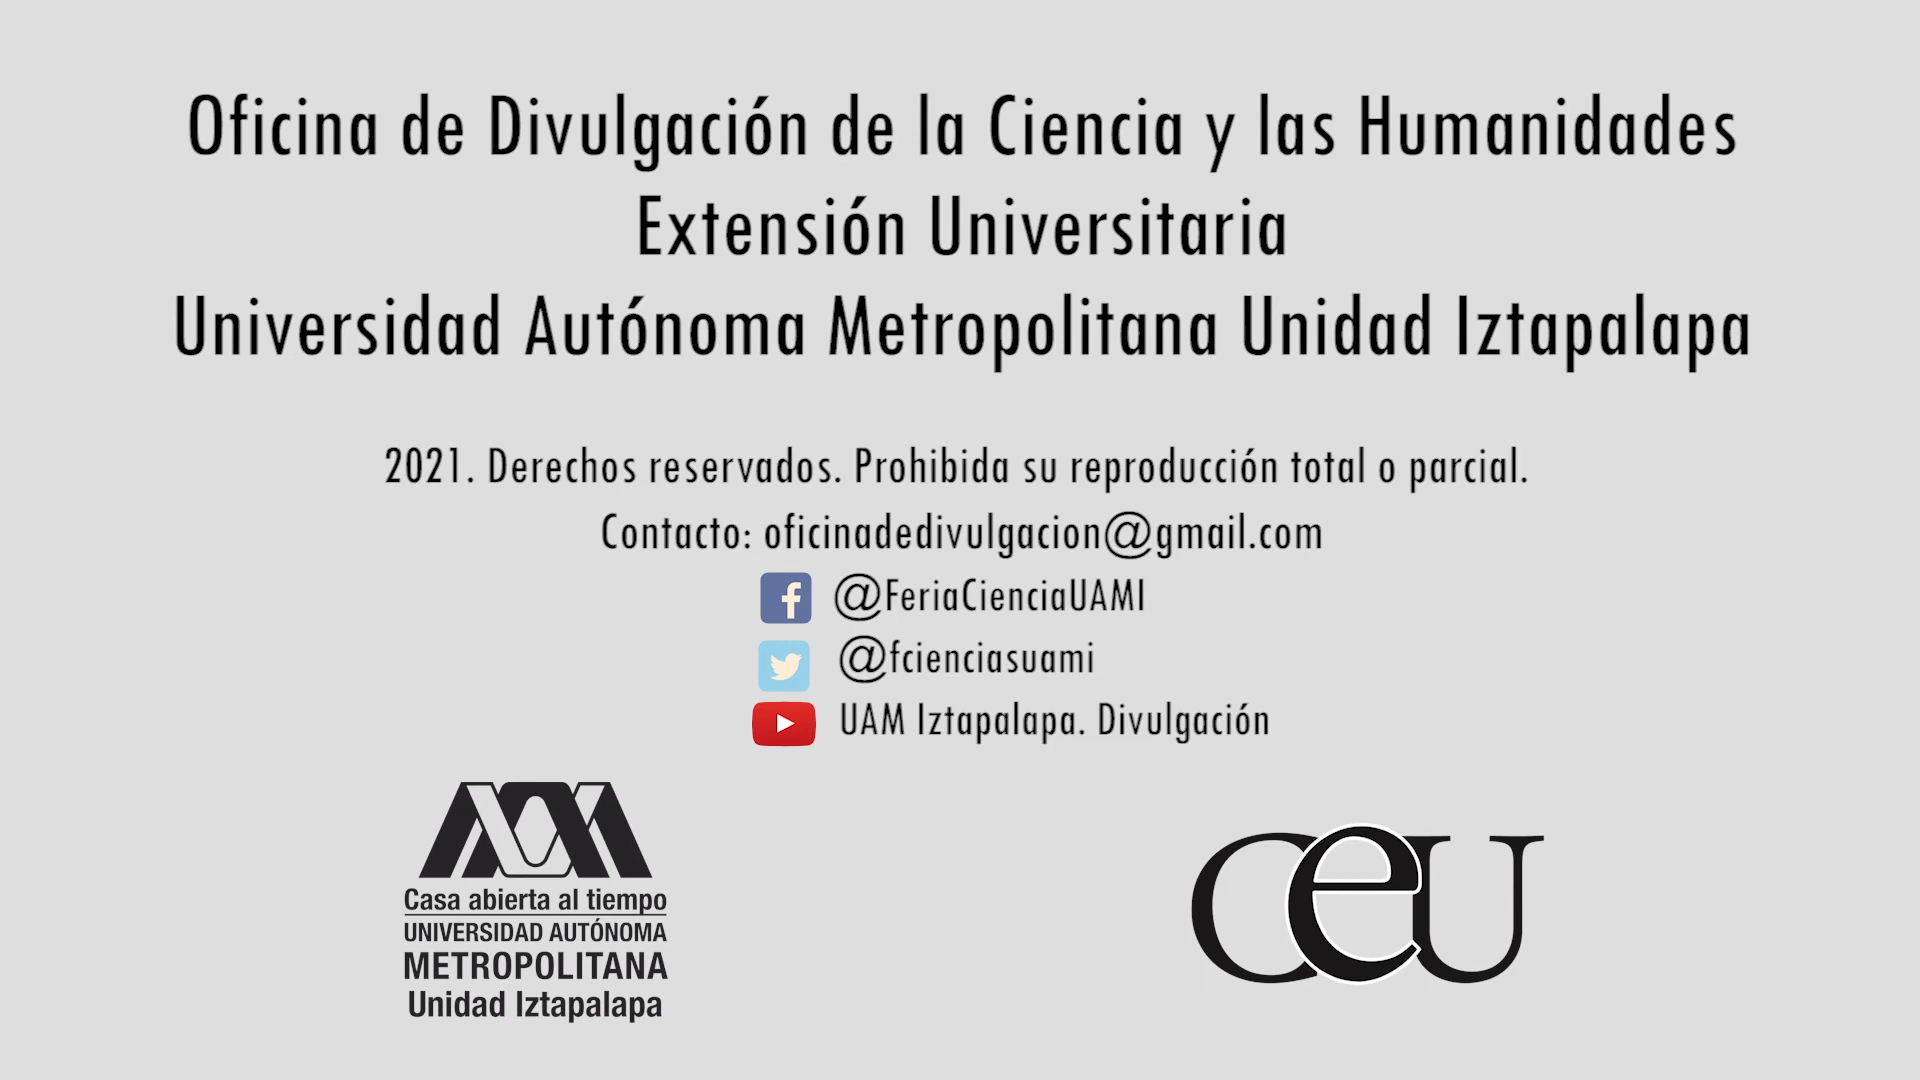 Oficina de Divulgación de la Ciencia y las Humanidades
Extensión Universitaria
Universidad Autónoma Metropolitana Unidad Iztapalapa
2021. Derechos reservados. Prohibida su reproducción total o parcial.
Contacto: oficinadedivulgacion@gmail.com
@FeriaCienciaUAMI
@fcienciasuami
UAM Iztapalapa. Divulgación
Casa abierta al tiempo
UNIVERSIDAD AUTÓNOMA
METROPOLITANA
Unidad Iztapalapa
CeU